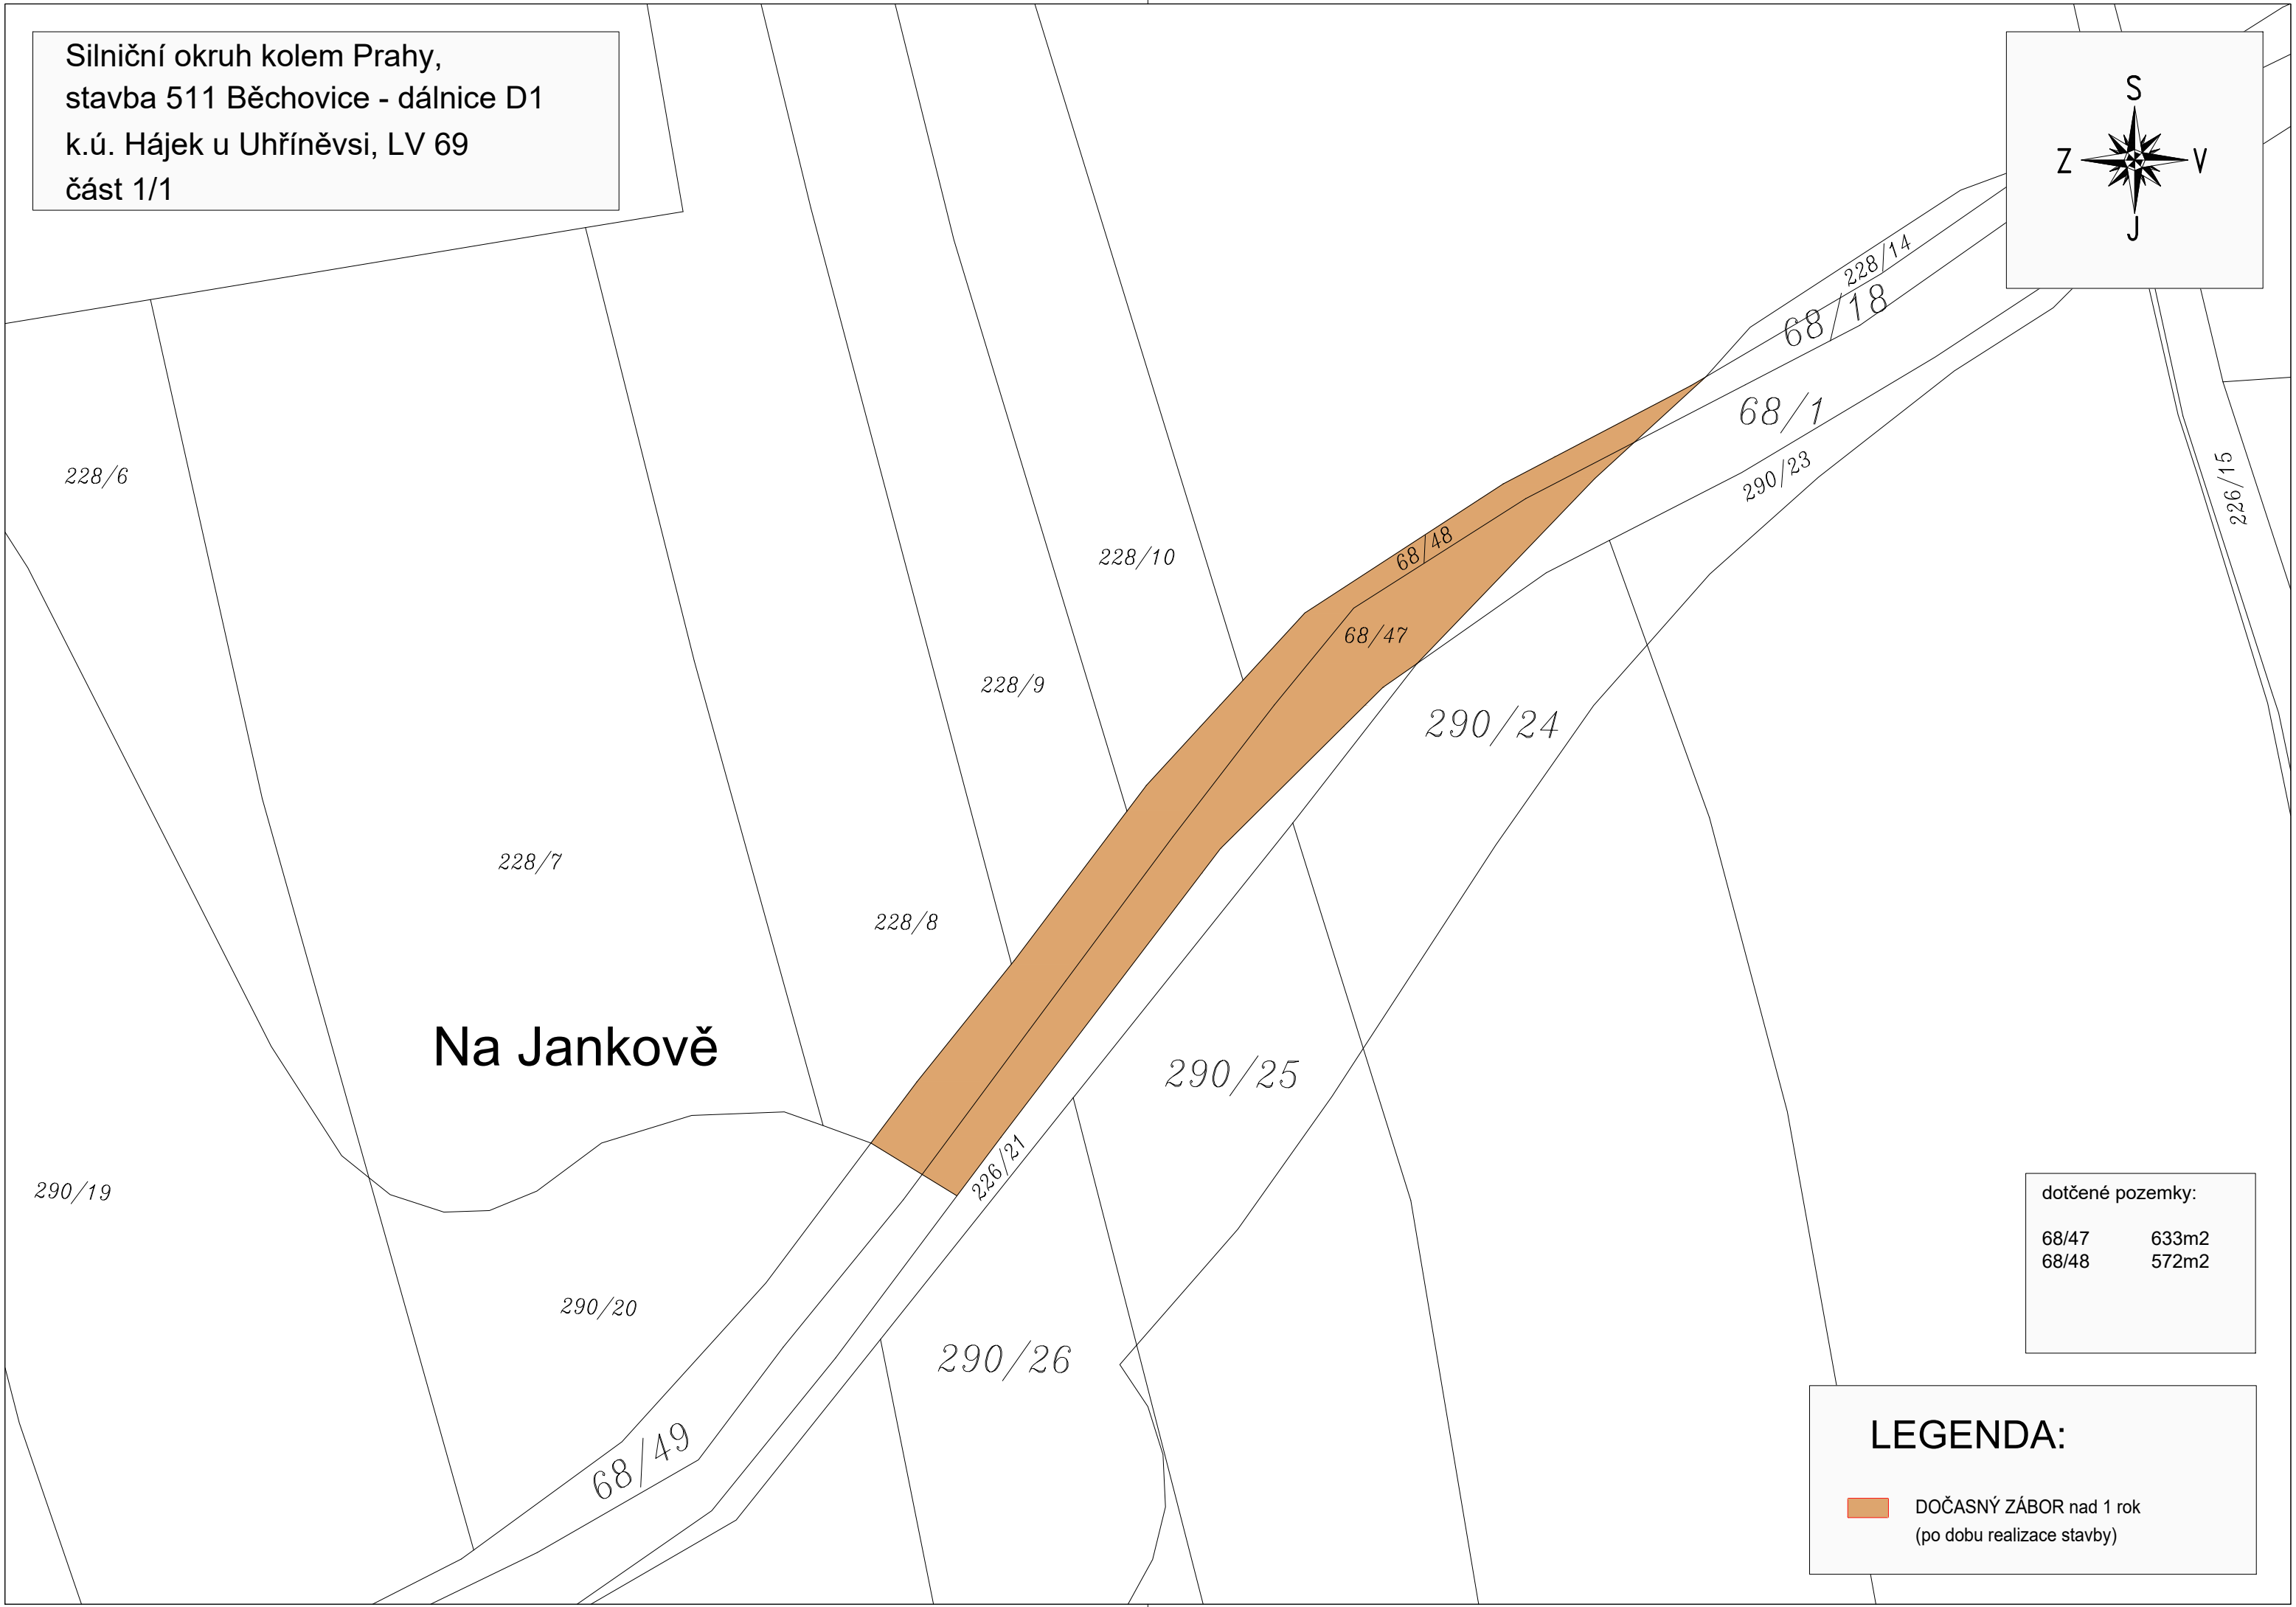 Silniční okruh kolem Prahy,
stavba 511 Běchovice - dálnice D1
k.ú. Hájek u Uhříněvsi, LV 69
část 1/1
S
Z
V
J
228/14
68/18
68/1
290/23
226/15
228/6
228/10
68/48
68/47
228/9
290/24
228/7
228/8
Na Jankově
290/25
226/21
290/19
290/20
290/26
68/49
dotčené pozemky:
68/47 633m2
68/48 572m2
LEGENDA:
DOČASNÝ ZÁBOR nad 1 rok
(po dobu realizace stavby)